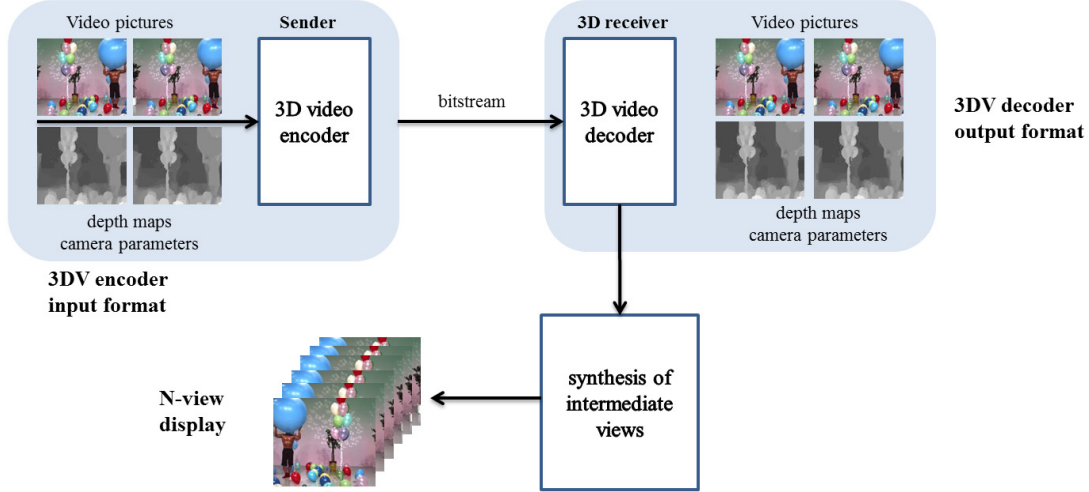 Video pictures
Sender
3D video
encoder
depth maps
camera parameters
3DV encoder
input format
bitstream
3D receiver
3D video
decoder
Video pictures
depth maps
camera parameters
3DV decoder
output format
synthesis of
intermediate
views
N-view
display